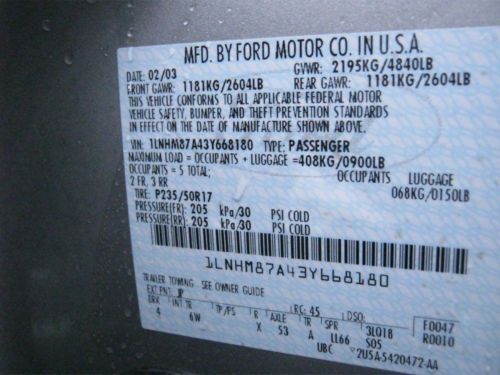 MFD. BY FORD MOTOR CO. IN U.S.A.
DATE: 02/03 GVWR: 2195KG/4840LB
FRONT GAWR: 1181KG/2604LB REAR GAWR: 1181KG/2604LB
THIS VEHICLE CONFORMS TO ALL APPLICABLE FEDERAL MOTOR
VEHICLE SAFETY, BUMPER, AND THEFT PREVENTION STANDARDS
IN EFFECT ON THE DATE OF MANUFACTURE SHOWN ABOVE.
VIN: 1LNHM87A43Y668180 TYPE: PASSENGER
MAXIMUM LOAD = OCCUPANTS + LUGGAGE = 408KG/0900LB
OCCUPANTS = 5 TOTAL; OCCUPANTS LUGGAGE
2 FR, 3 RR 068KG/0150LB
TIRE: P235/50R17
PRESSURE(FR): 205 kPa/30 PSI COLD
PRESSURE(RR): 205 kPa/30 PSI COLD
1LNHM87A43Y668180
TRAILER TOWING - SEE OWNER GUIDE
EXT PNT: JP RC: 45 DSO: F0047
BRK INT TR TP/PS R AXLE TR SPR 3L018 R0010
4 6W X 53 A LL66 S05
UBC 2USA-5420472-AA